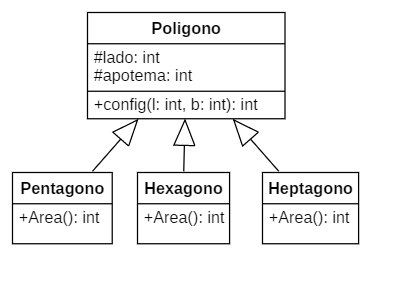 Poligono
#lado: int
#apotema: int
+config(l: int, b: int): int
Pentagono
+Area(): int
Hexagono
+Area(): int
Heptagono
+Area(): int